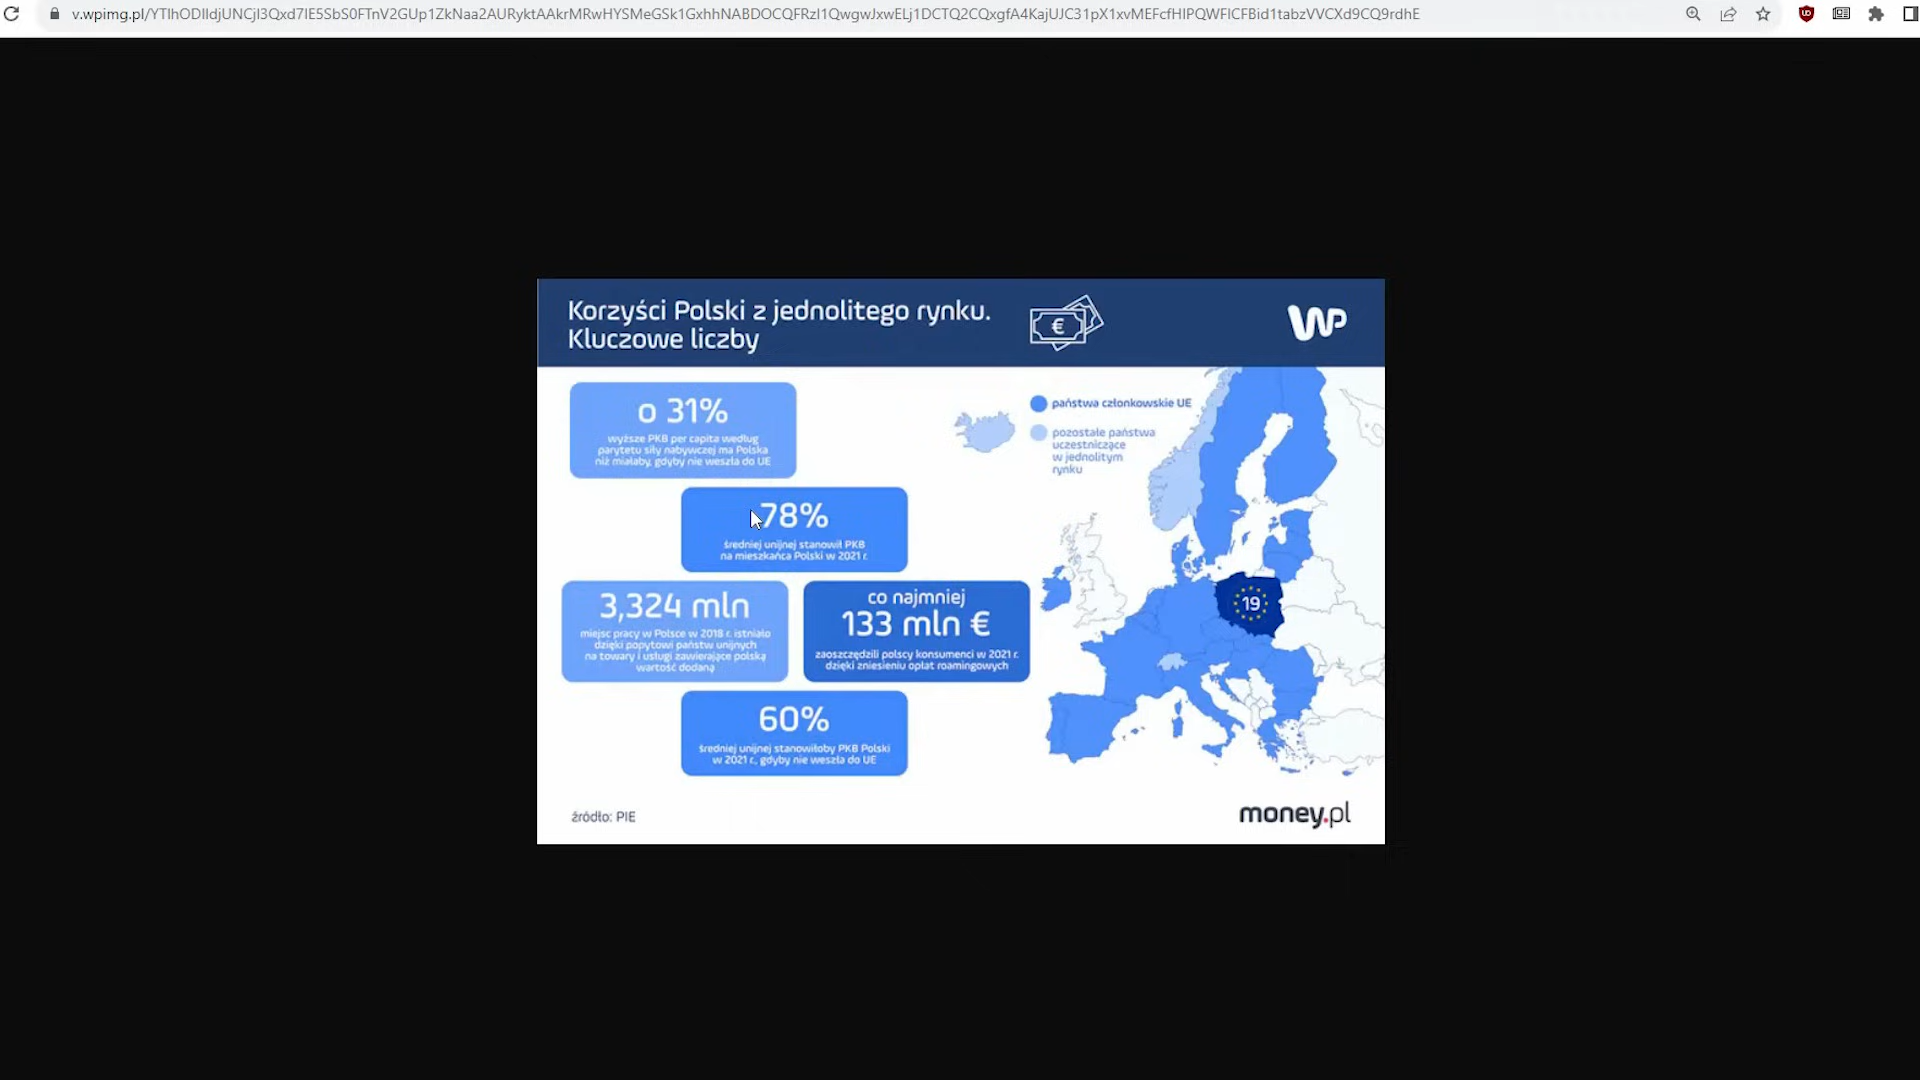 Korzyści Polski z jednolitego rynku.
Kluczowe liczby
€
WP
o 31%
wyższe PKB per capita według
parytetu siły nabywczej ma Polska
niż miałaby, gdyby nie weszła do UE
78%
średniej unijnej stanowił PKB
na mieszkańca Polski w 2021 r.
3,324 mln
miejsc pracy w Polsce w 2018 r. istniało
dzięki popytowi państw unijnych
na towary i usługi zawierające polską
wartość dodaną
co najmniej
133 mln €
zaoszczędzili polscy konsumenci w 2021 r.
dzięki zniesieniu opłat roamingowych
60%
średniej unijnej stanowiłoby PKB Polski
w 2021 r., gdyby nie weszła do UE
państwa członkowskie UE
pozostałe państwa
uczestniczące
w jednolitym
rynku
19
źródło: PIE
money.pl